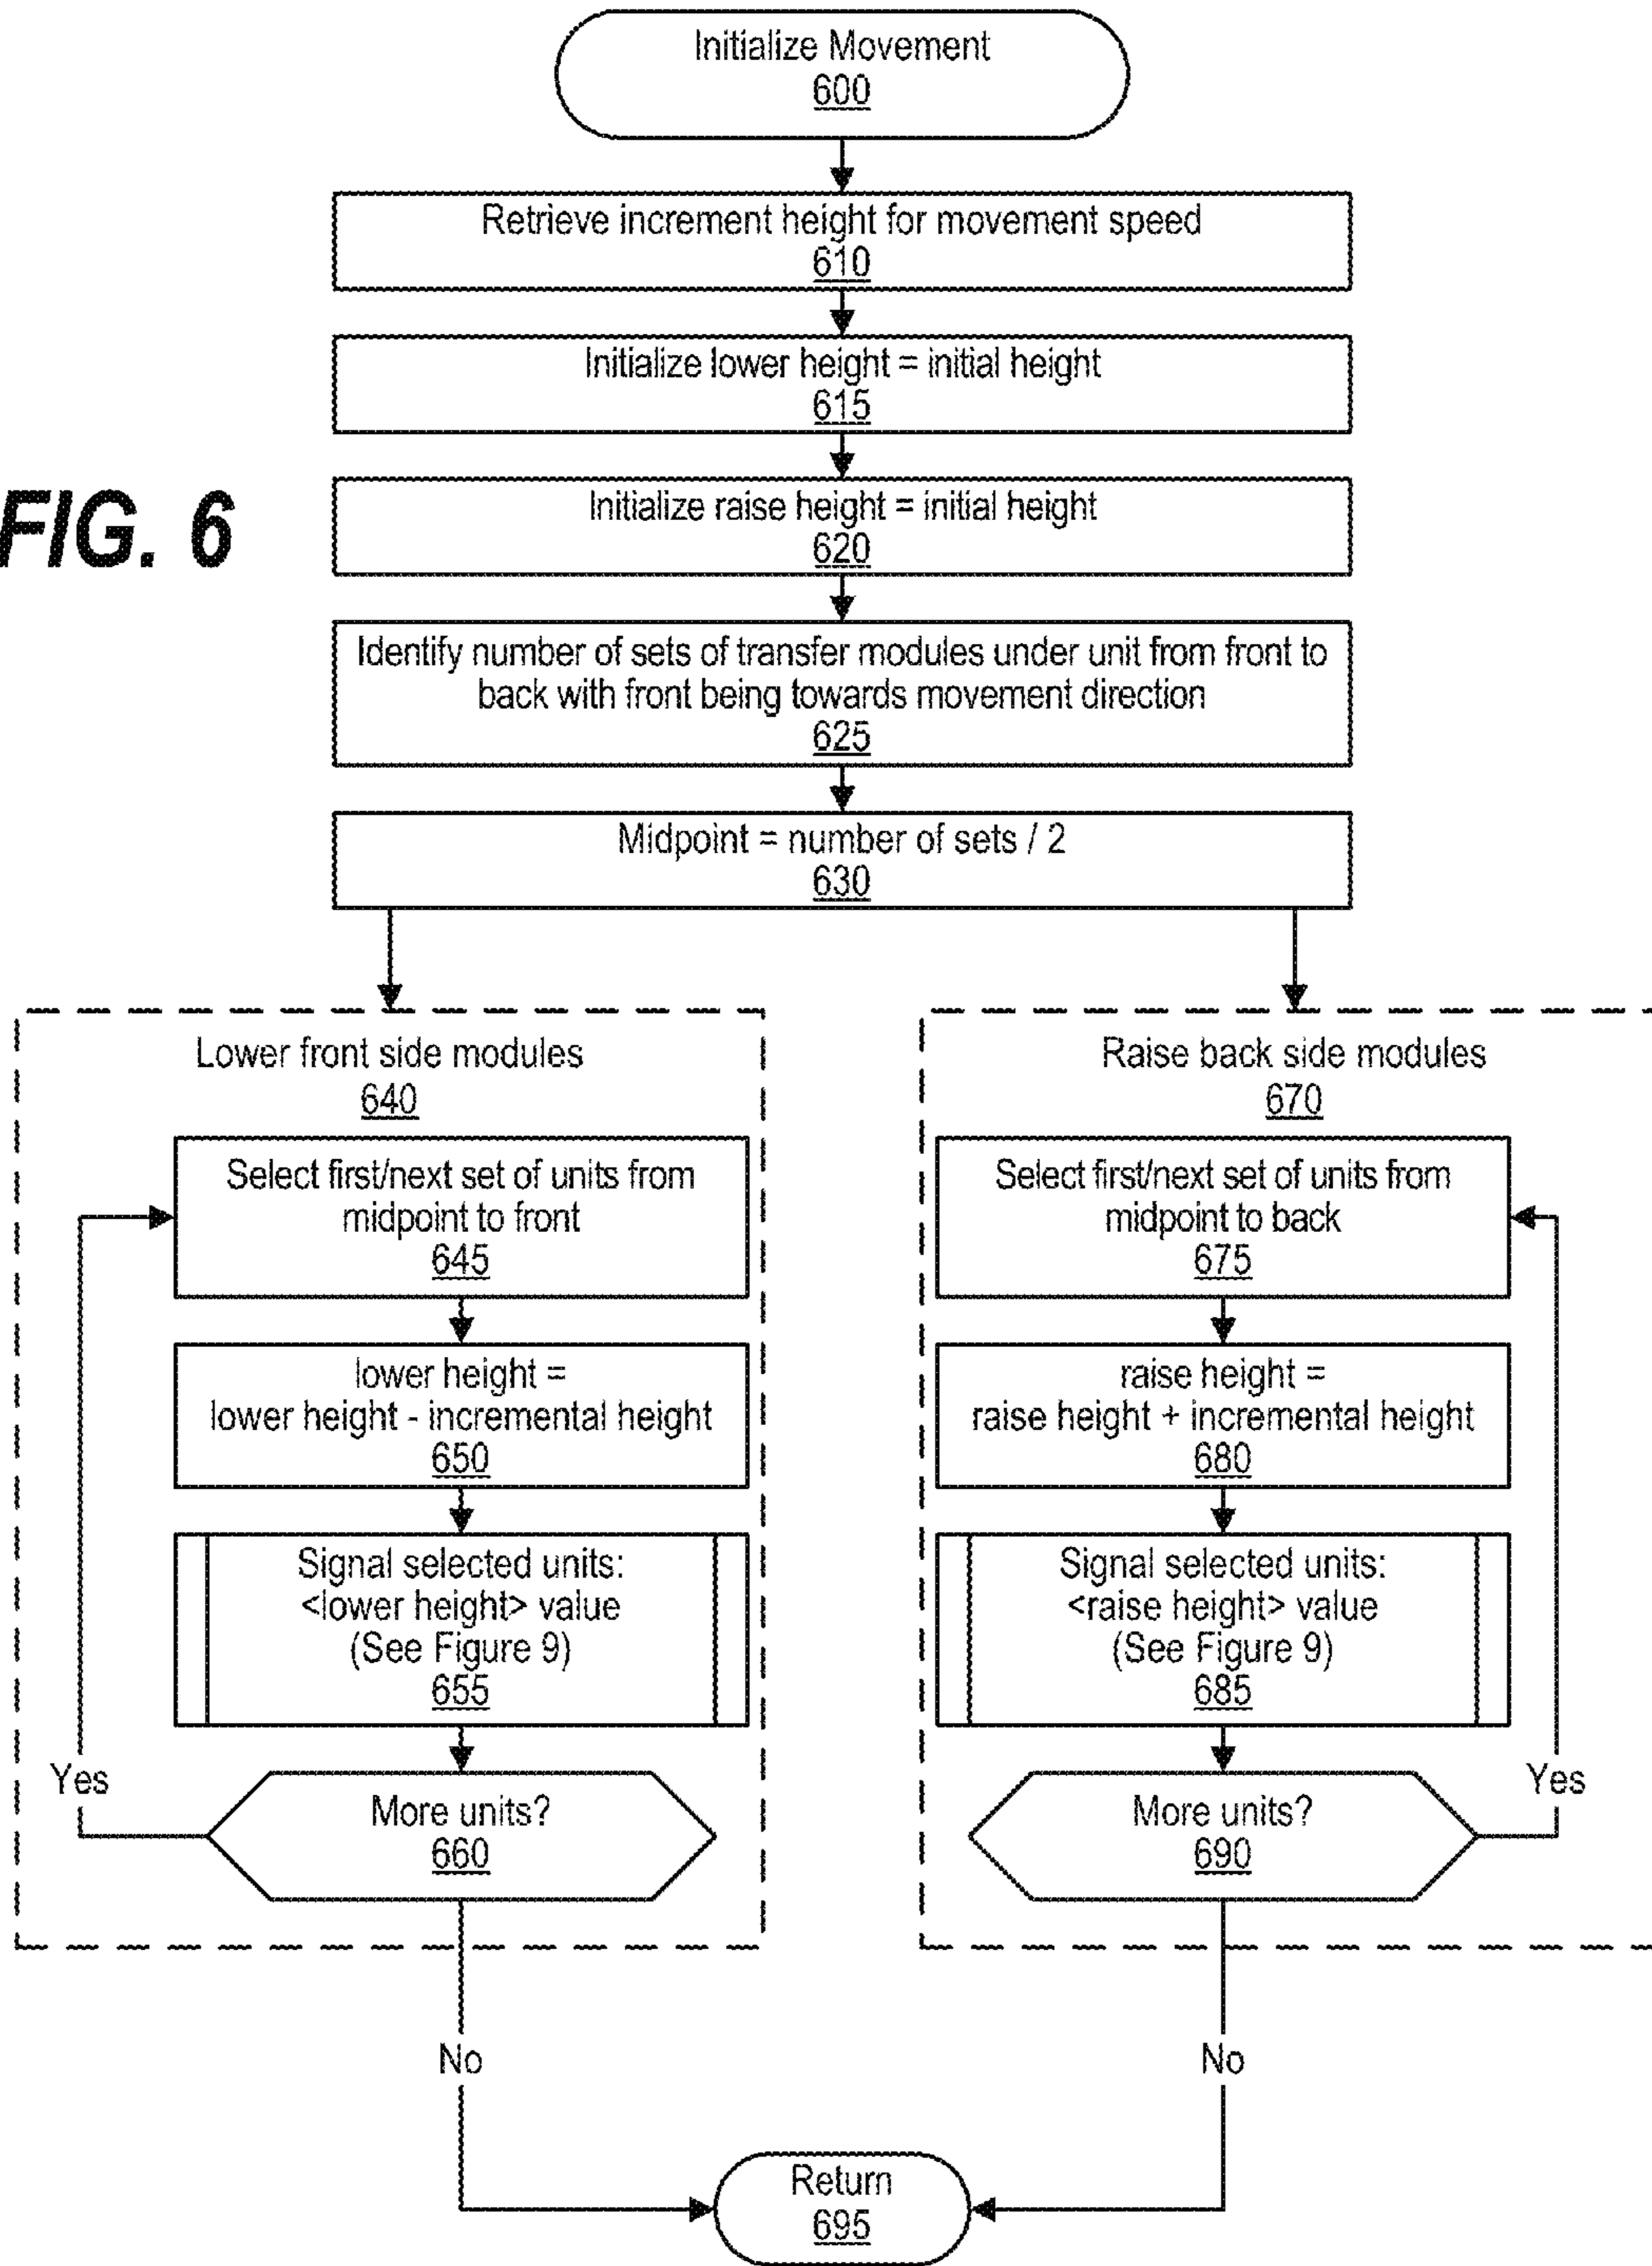 Initialize Movement
600
Retrieve increment height for movement speed
610
Initialize lower height = initial height
615
FIG. 6
Initialize raise height = initial height
620
Identify number of sets of transfer modules under unit from front to
back with front being towards movement direction
625
Midpoint = number of sets / 2
630
Lower front side modules
640
Select first/next set of units from
midpoint to front
645
lower height =
lower height - incremental height
650
Signal selected units:
<lower height> value
(See Figure 9)
655
Yes
More units?
660
No
Raise back side modules
670
Select first/next set of units from
midpoint to back
675
raise height =
raise height + incremental height
680
Signal selected units:
<raise height> value
(See Figure 9)
685
Yes
More units?
690
No
Return
695